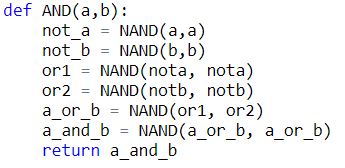 def AND(a,b):
    not_a = NAND(a,a)
    not_b = NAND(b,b)
    or1 = NAND(nota, nota)
    or2 = NAND(notb, notb)
    a_or_b = NAND(or1, or2)
    a_and_b = NAND(a_or_b, a_or_b)
    return a_and_b